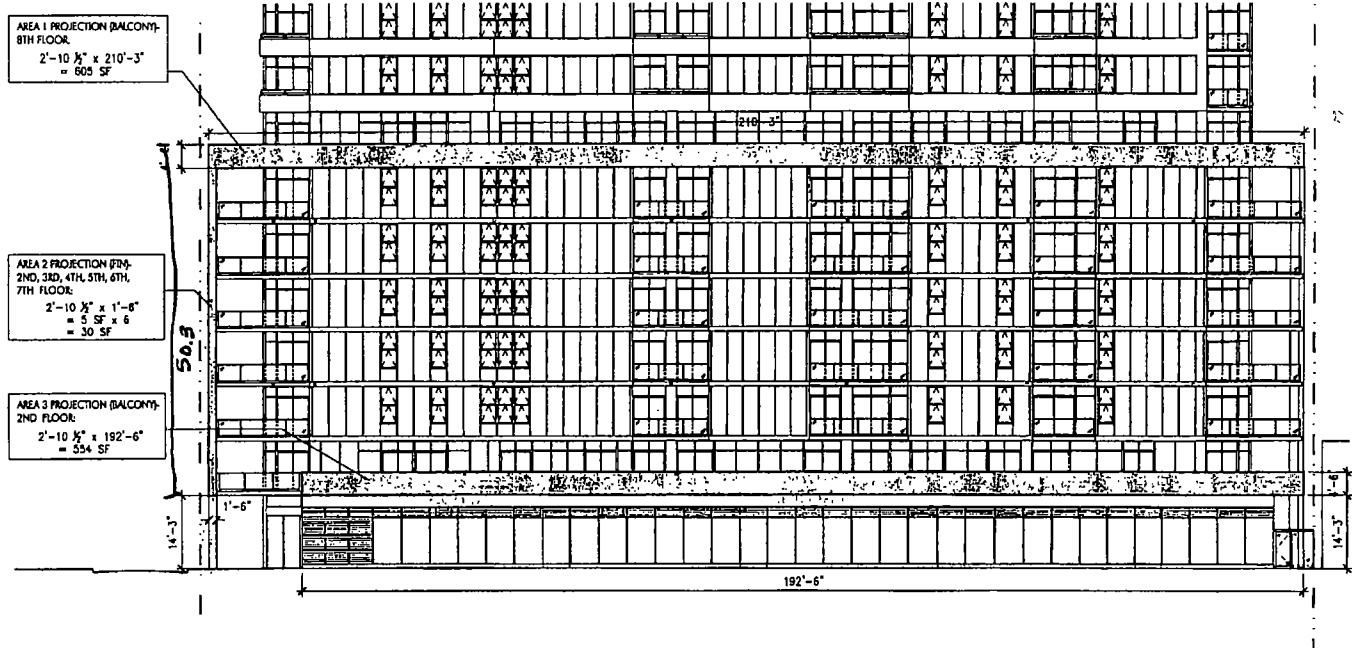 AREA 1 PROJECTION (BALCONY)-
8TH FLOOR.
2'-10 ½" x 210'-3"
= 605 SF
210'-3"
AREA 2 PROJECTION (FIN)-
2ND, 3RD, 4TH, 5TH, 6TH,
7TH FLOOR:
2'-10 ½" x 1'-6"
= 5 SF x 6
= 30 SF
50.3
AREA 3 PROJECTION (BALCONY)-
2ND FLOOR:
2'-10 ½" x 192'-6"
= 554 SF
1'-6"
14'-3"
14'-3"
192'-6"